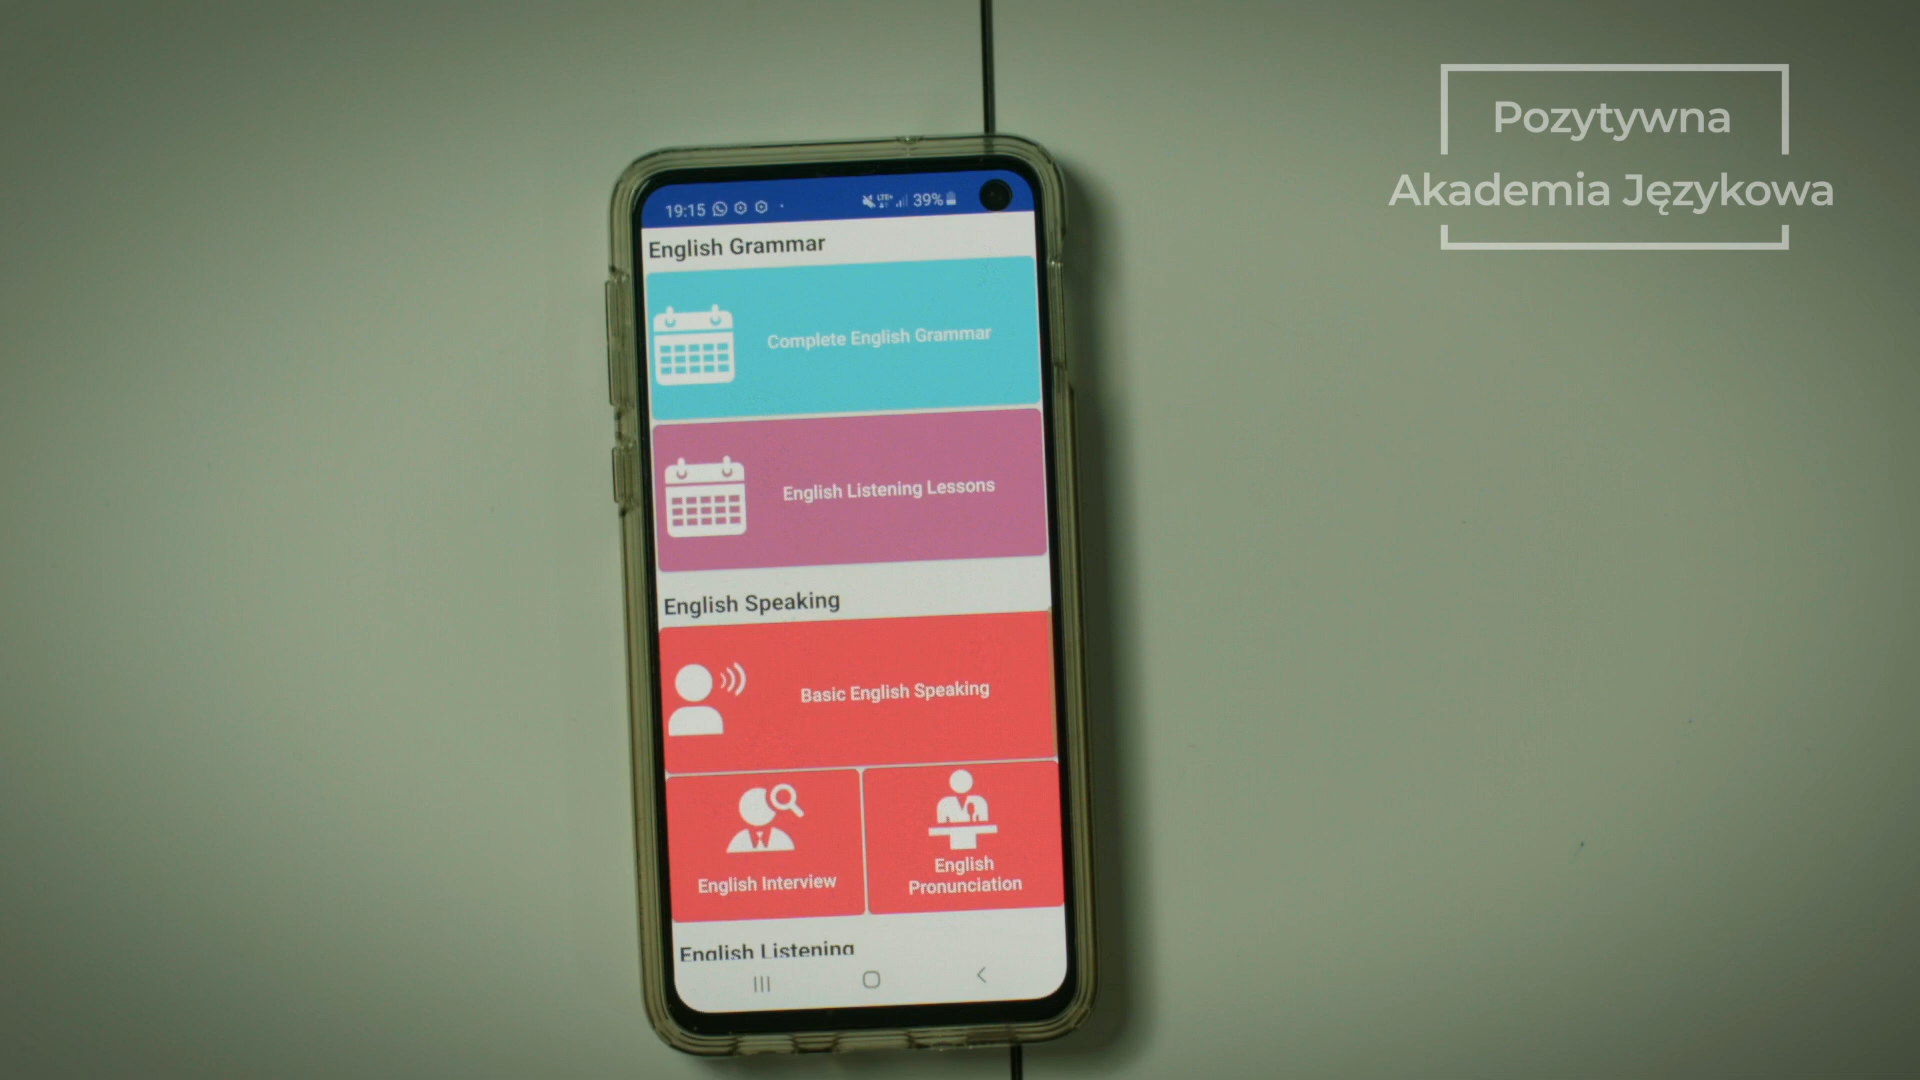 Pozytywna
Akademia Językowa
19:15
LTE+ 39%
English Grammar
Complete English Grammar
English Listening Lessons
English Speaking
Basic English Speaking
English Interview
English
Pronunciation
English Listening